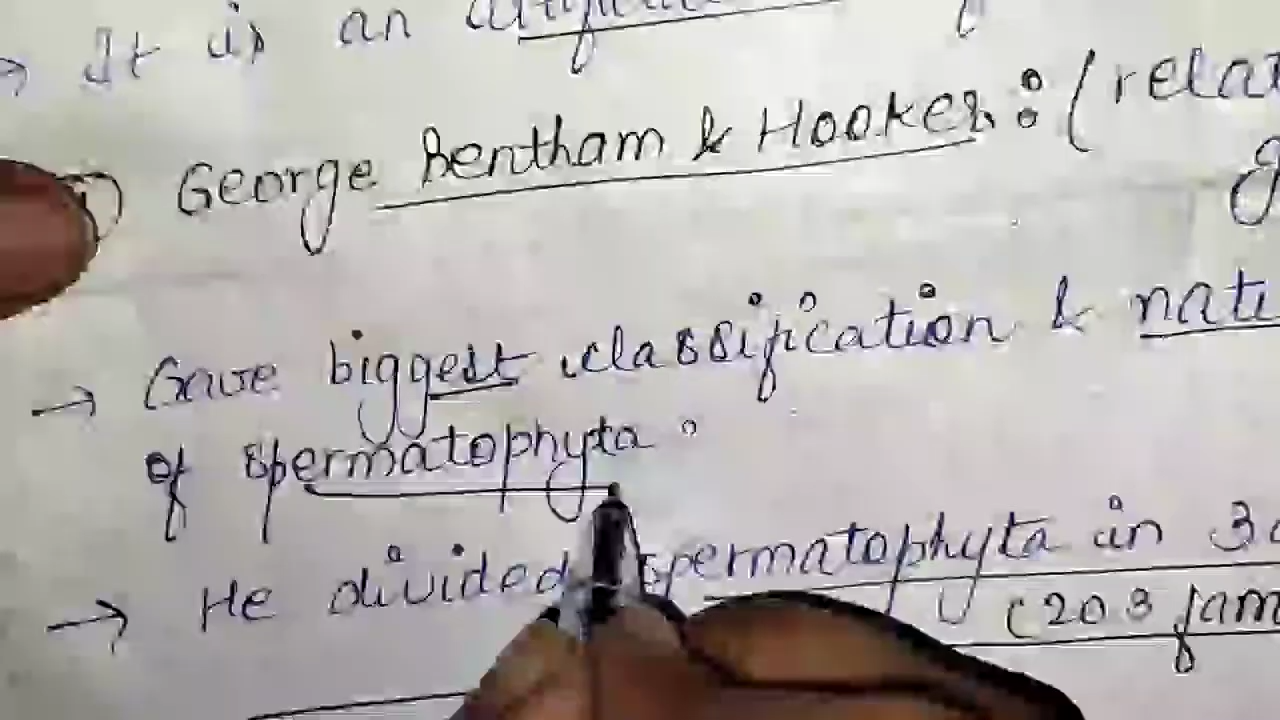 → It is an
George Bentham & Hooker : (relat
→ Gave biggest classification & natu
of spermatophyta.
→ He divided spermatophyta in 3
(203 fam